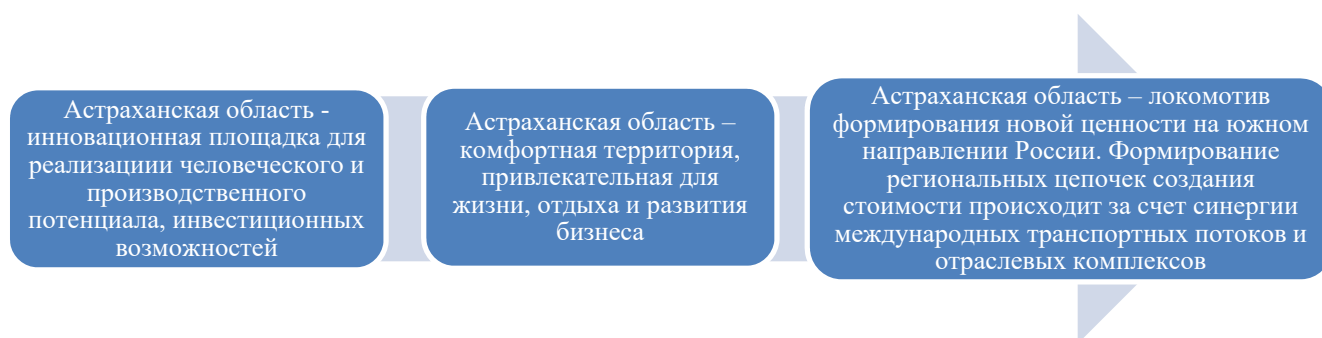 Астраханская область -
инновационная площадка для
реализациии человеческого и
производственного
потенциала, инвестиционных
возможностей
Астраханская область –
комфортная территория,
привлекательная для
жизни, отдыха и развития
бизнеса
Астраханская область – локомотив
формирования новой ценности на южном
направлении России. Формирование
региональных цепочек создания
стоимости происходит за счет синергии
международных транспортных потоков и
отраслевых комплексов